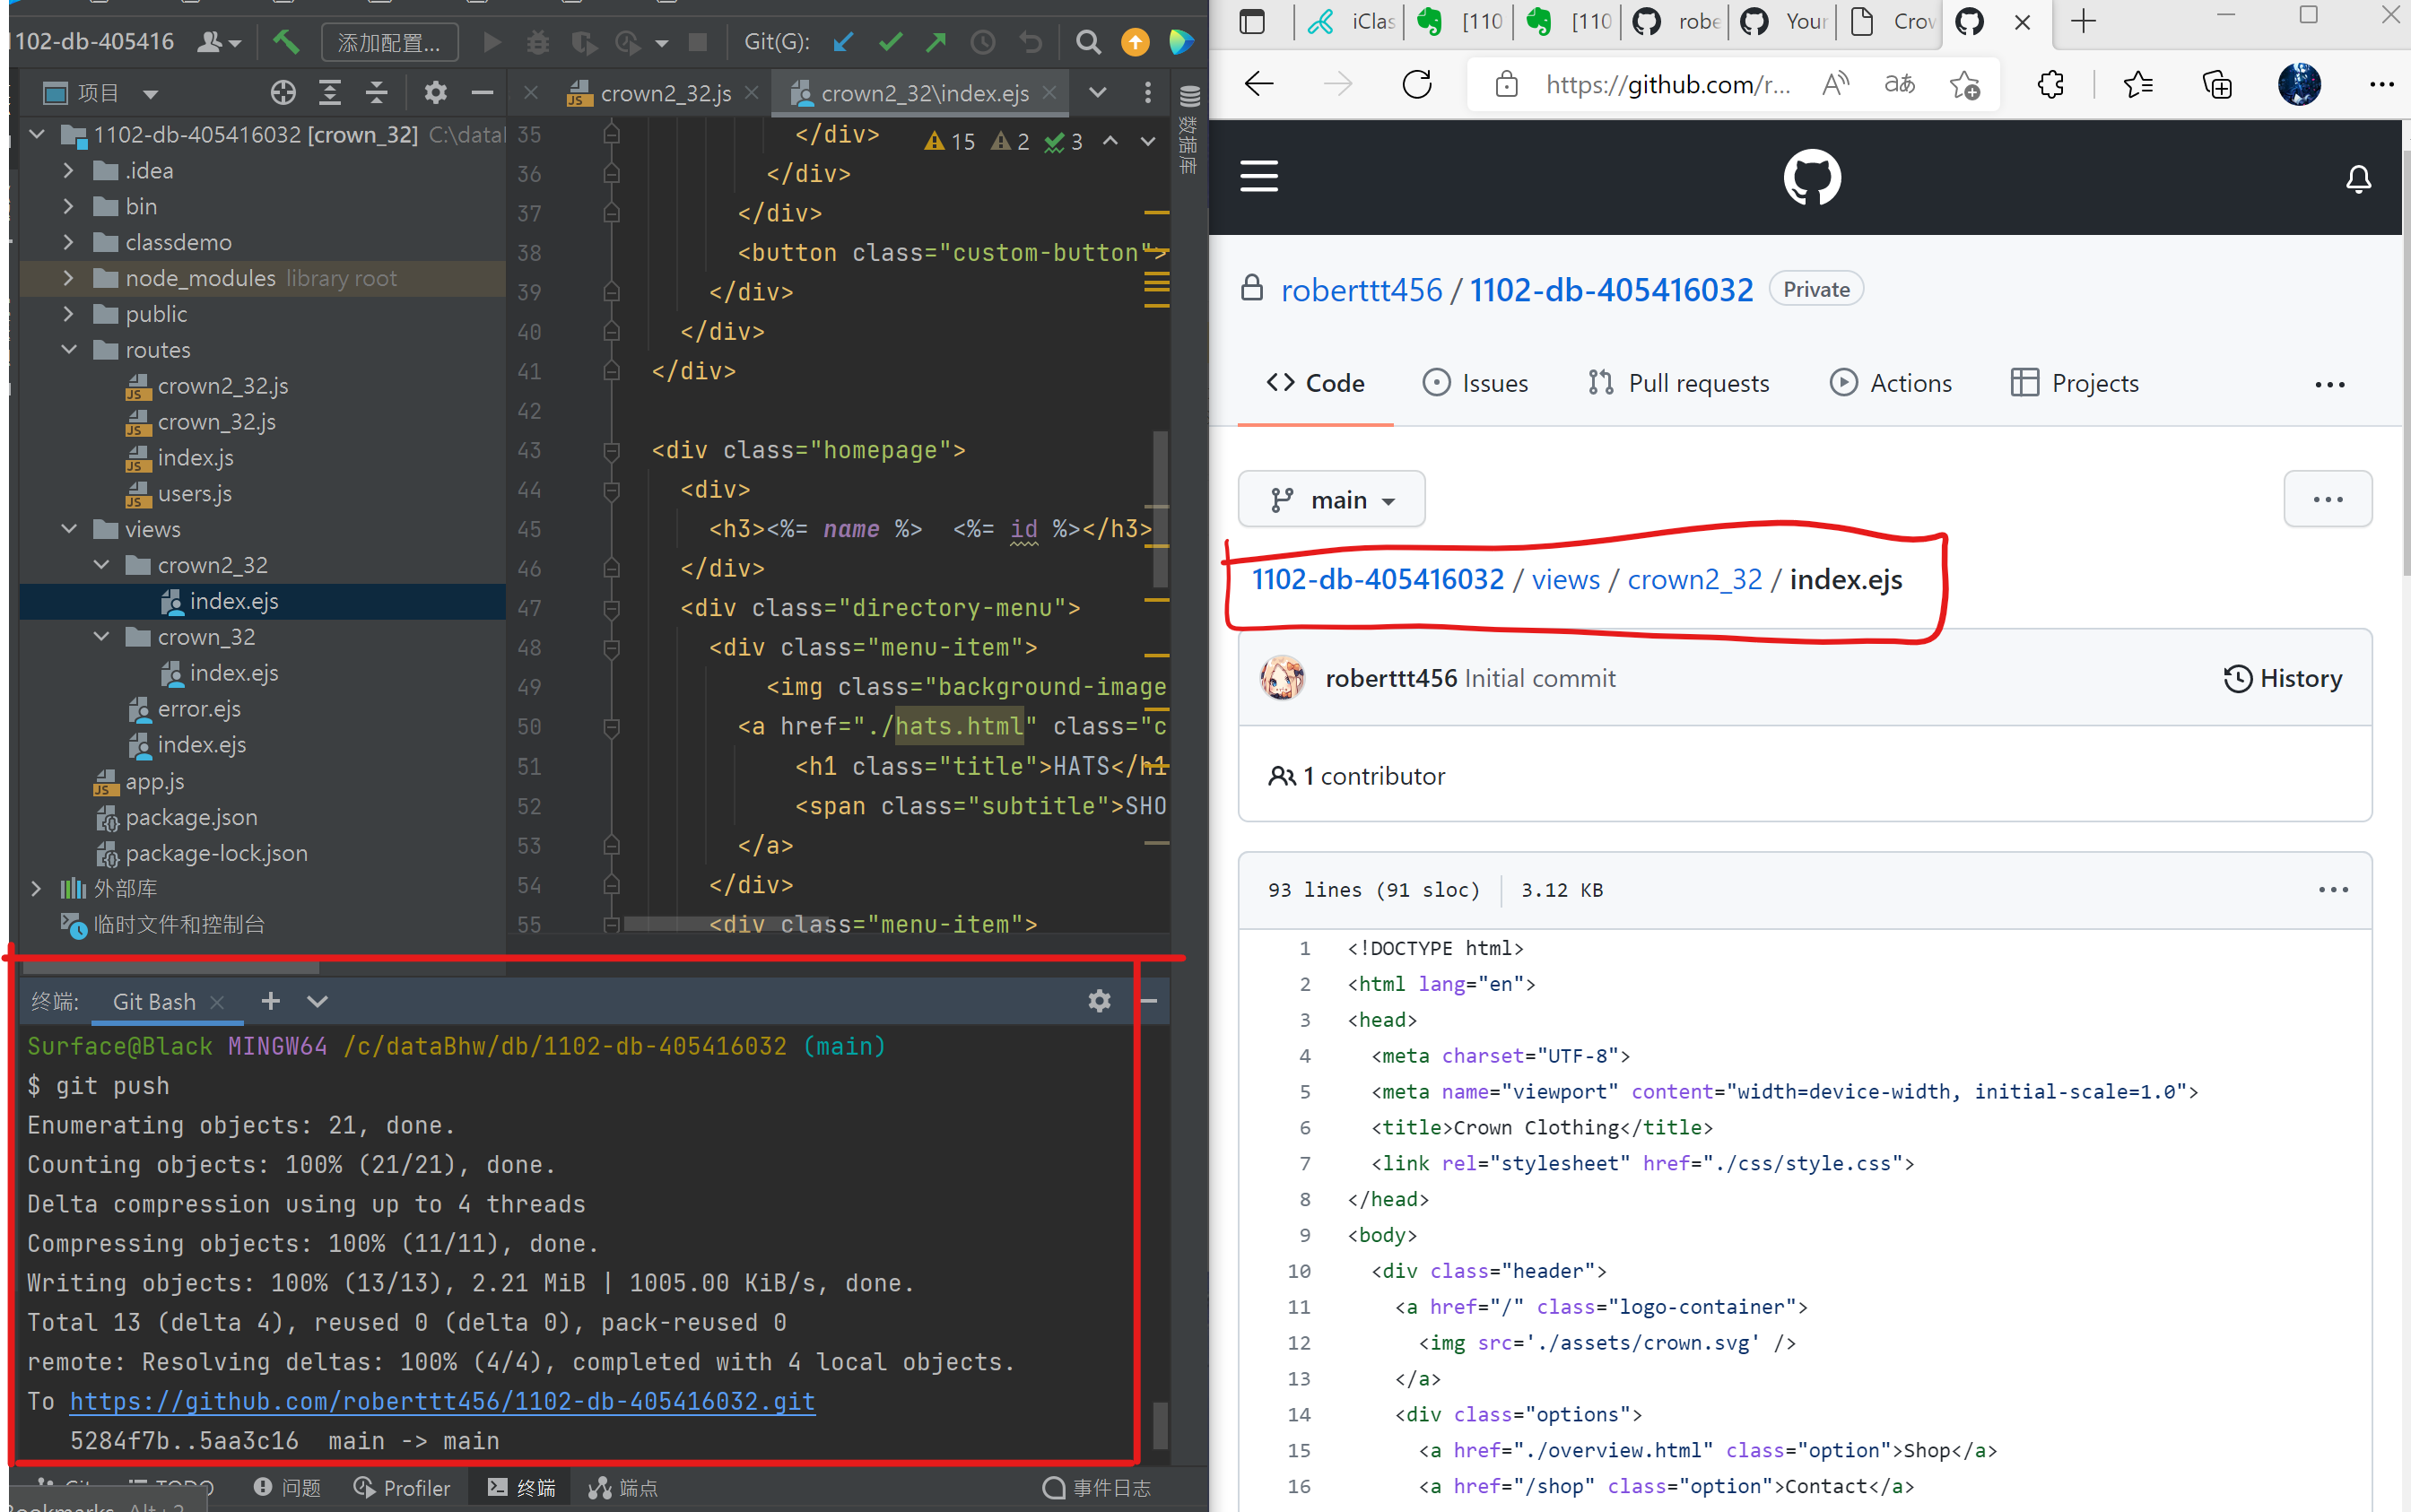 1102-db-405416
添加配置...
Git(G):
项目
crown2_32.js
crown2_32\index.ejs
1102-db-405416032 [crown_32] C:\data
.idea
bin
classdemo
node_modules library root
public
routes
crown2_32.js
crown_32.js
index.js
users.js
views
crown2_32
index.ejs
crown_32
index.ejs
error.ejs
index.ejs
app.js
package.json
package-lock.json
外部库
临时文件和控制台
15 2 3
数据库
35 </div>
36 </div>
37 </div>
38 <button class="custom-button">
39 </div>
40 </div>
41 </div>
42
43 <div class="homepage">
44 <div>
45 <h3><%= name %> <%= id %></h3>
46 </div>
47 <div class="directory-menu">
48 <div class="menu-item">
49 <img class="background-image
50 <a href="./hats.html" class="c
51 <h1 class="title">HATS</h1
52 <span class="subtitle">SHO
53 </a>
54 </div>
55 <div class="menu-item">
终端: Git Bash
Surface@Black MINGW64 /c/dataBhw/db/1102-db-405416032 (main)
$ git push
Enumerating objects: 21, done.
Counting objects: 100% (21/21), done.
Delta compression using up to 4 threads
Compressing objects: 100% (11/11), done.
Writing objects: 100% (13/13), 2.21 MiB | 1005.00 KiB/s, done.
Total 13 (delta 4), reused 0 (delta 0), pack-reused 0
remote: Resolving deltas: 100% (4/4), completed with 4 local objects.
To https://github.com/roberttt456/1102-db-405416032.git
5284f7b..5aa3c16 main -> main
问题 Profiler 终端 端点 事件日志
iClas [110 [110 robe Your Crow
https://github.com/r...
roberttt456 / 1102-db-405416032 Private
Code Issues Pull requests Actions Projects
main
1102-db-405416032 / views / crown2_32 / index.ejs
roberttt456 Initial commit History
1 contributor
93 lines (91 sloc) 3.12 KB
1 <!DOCTYPE html>
2 <html lang="en">
3 <head>
4 <meta charset="UTF-8">
5 <meta name="viewport" content="width=device-width, initial-scale=1.0">
6 <title>Crown Clothing</title>
7 <link rel="stylesheet" href="./css/style.css">
8 </head>
9 <body>
10 <div class="header">
11 <a href="/" class="logo-container">
12 <img src='./assets/crown.svg' />
13 </a>
14 <div class="options">
15 <a href="./overview.html" class="option">Shop</a>
16 <a href="/shop" class="option">Contact</a>